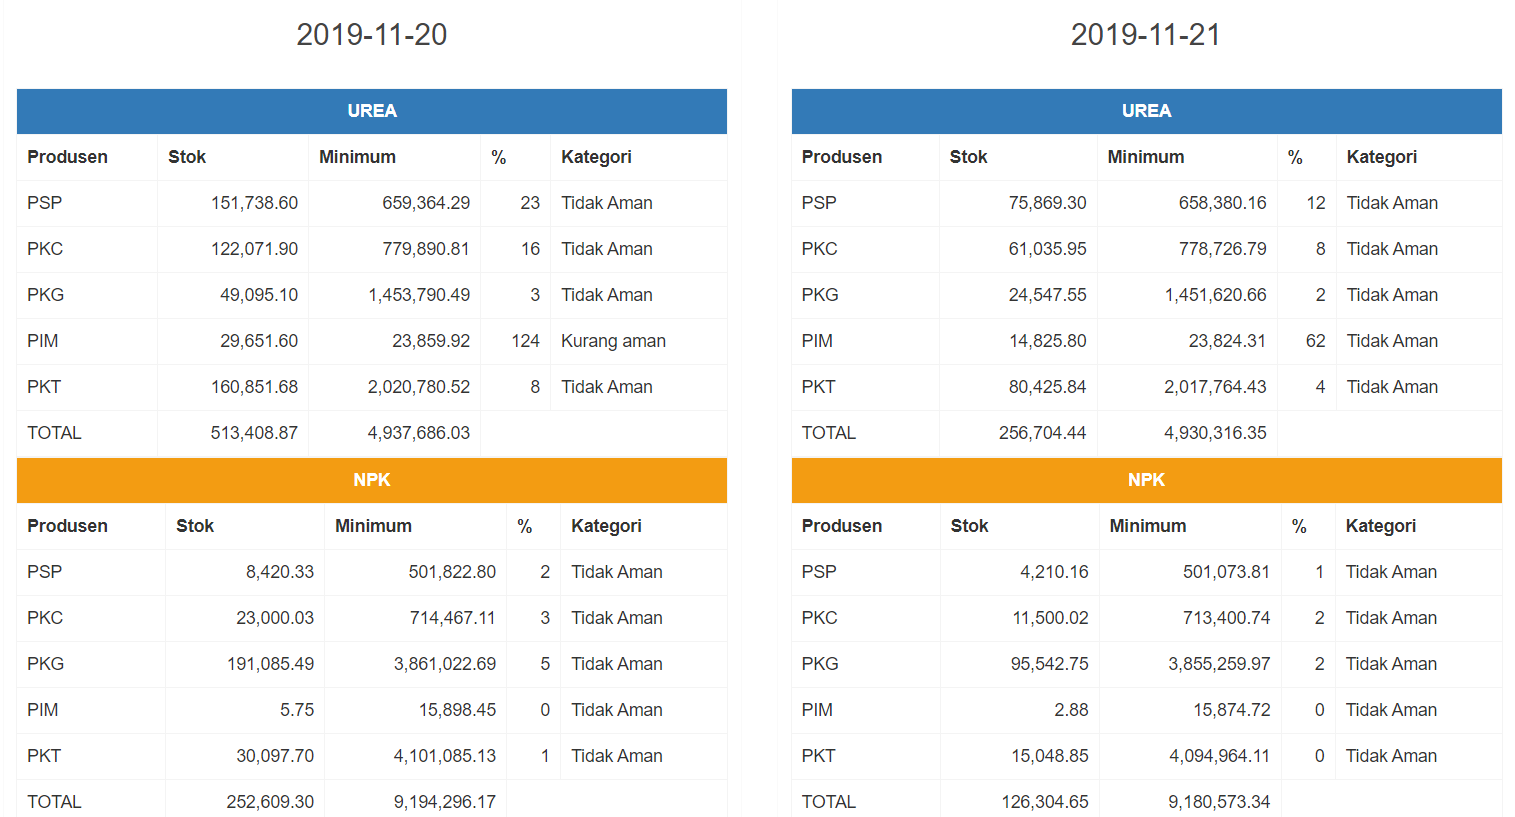 2019-11-20
UREA
Produsen Stok Minimum % Kategori
PSP 151,738.60 659,364.29 23 Tidak Aman
PKC 122,071.90 779,890.81 16 Tidak Aman
PKG 49,095.10 1,453,790.49 3 Tidak Aman
PIM 29,651.60 23,859.92 124 Kurang aman
PKT 160,851.68 2,020,780.52 8 Tidak Aman
TOTAL 513,408.87 4,937,686.03
NPK
Produsen Stok Minimum % Kategori
PSP 8,420.33 501,822.80 2 Tidak Aman
PKC 23,000.03 714,467.11 3 Tidak Aman
PKG 191,085.49 3,861,022.69 5 Tidak Aman
PIM 5.75 15,898.45 0 Tidak Aman
PKT 30,097.70 4,101,085.13 1 Tidak Aman
TOTAL 252,609.30 9,194,296.17
2019-11-21
UREA
Produsen Stok Minimum % Kategori
PSP 75,869.30 658,380.16 12 Tidak Aman
PKC 61,035.95 778,726.79 8 Tidak Aman
PKG 24,547.55 1,451,620.66 2 Tidak Aman
PIM 14,825.80 23,824.31 62 Tidak Aman
PKT 80,425.84 2,017,764.43 4 Tidak Aman
TOTAL 256,704.44 4,930,316.35
NPK
Produsen Stok Minimum % Kategori
PSP 4,210.16 501,073.81 1 Tidak Aman
PKC 11,500.02 713,400.74 2 Tidak Aman
PKG 95,542.75 3,855,259.97 2 Tidak Aman
PIM 2.88 15,874.72 0 Tidak Aman
PKT 15,048.85 4,094,964.11 0 Tidak Aman
TOTAL 126,304.65 9,180,573.34